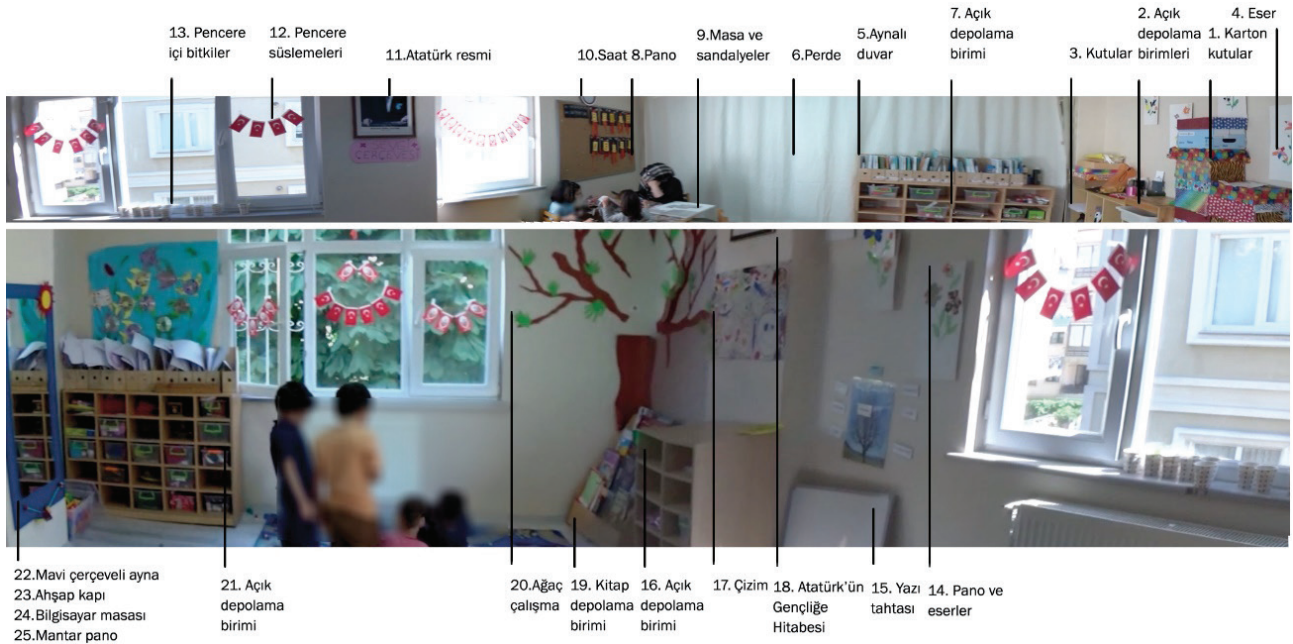 13. Pencere
içi bitkiler
12. Pencere
süslemeleri
11.Atatürk resmi
10.Saat
8.Pano
9.Masa ve
sandalyeler
6.Perde
5.Aynalı
duvar
7. Açık
depolama
birimi
3. Kutular
2. Açık
depolama
birimleri
4. Eser
1. Karton
kutular
ÇERÇEVESİ
22.Mavi çerçeveli ayna
23.Ahşap kapı
24.Bilgisayar masası
25.Mantar pano
21. Açık
depolama
birimi
20.Ağaç
çalışma
19. Kitap
depolama
birimi
16. Açık
depolama
birimi
17. Çizim
18. Atatürk'ün
Gençliğe
Hitabesi
15. Yazı
tahtası
14. Pano ve
eserler